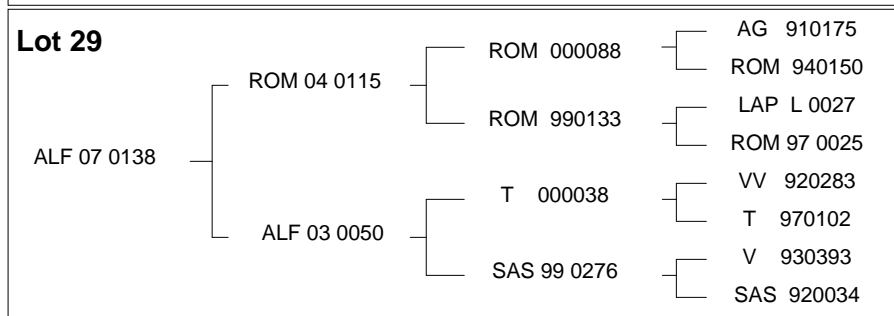 Lot 29
AG 910175
ROM 000088
ROM 940150
ROM 04 0115
LAP L 0027
ROM 990133
ROM 97 0025
ALF 07 0138
VV 920283
T 000038
T 970102
ALF 03 0050
V 930393
SAS 99 0276
SAS 920034